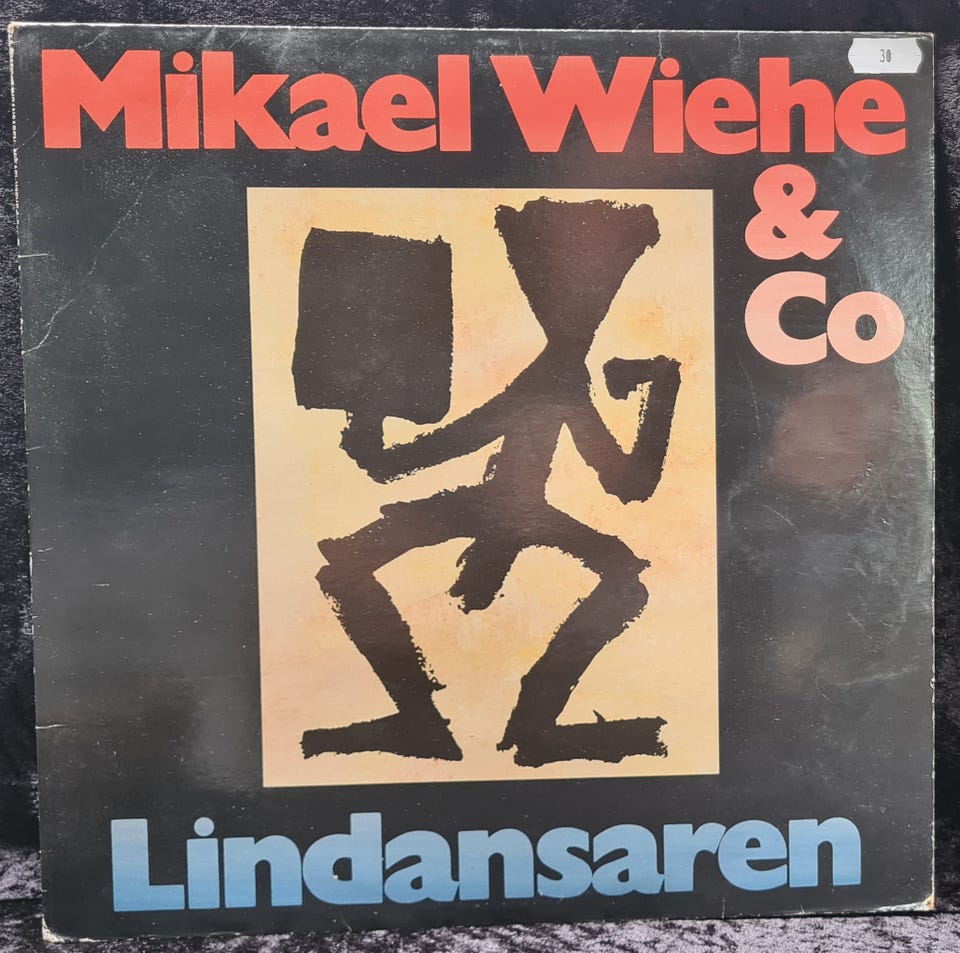 30
Mikael Wiehe
&
Co
Lindansaren